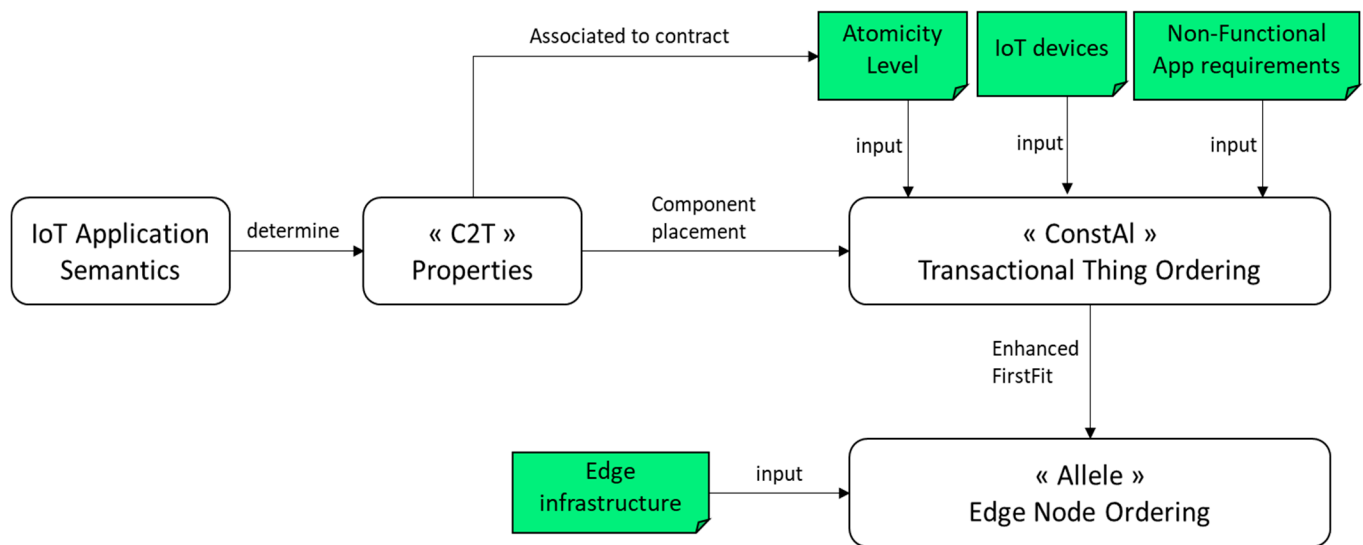 Associated to contract
Atomicity
Level
IoT devices
Non-Functional
App requirements
input
input
input
IoT Application
Semantics
determine
« C2T »
Properties
Component
placement
« ConstAl »
Transactional Thing Ordering
Enhanced
FirstFit
Edge
infrastructure
input
« Allele »
Edge Node Ordering